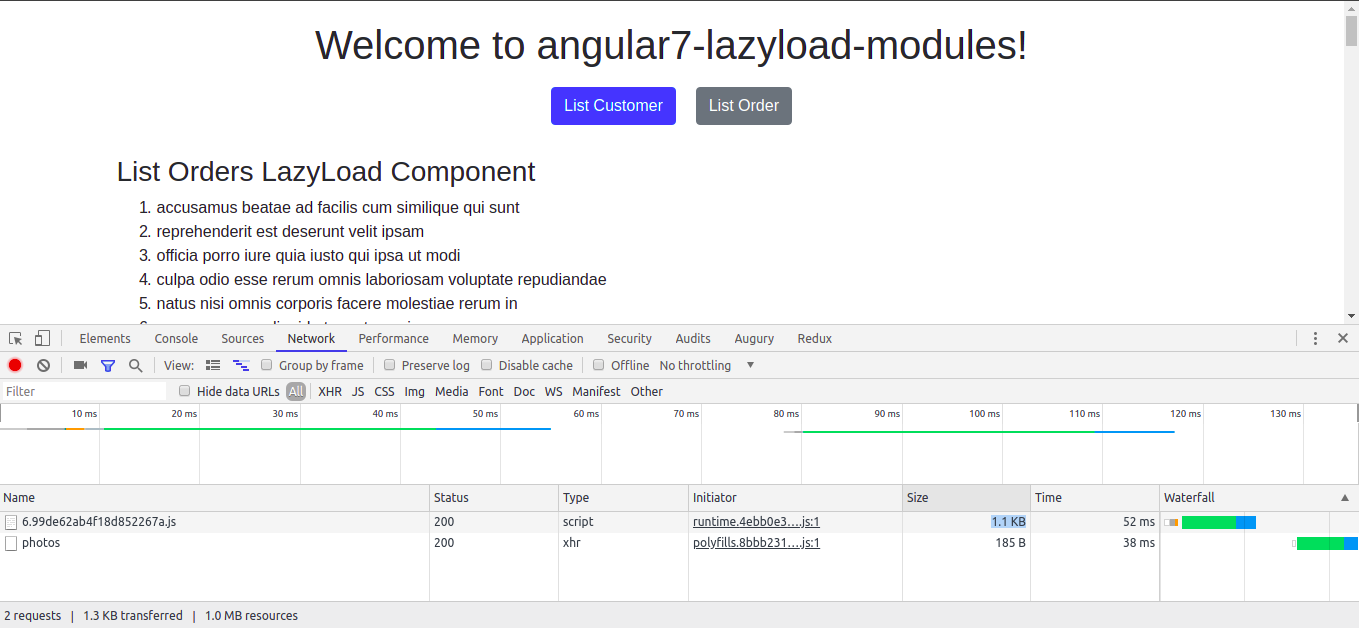 Welcome to angular7-lazyload-modules!
List Customer List Order
List Orders LazyLoad Component
1. accusamus beatae ad facilis cum similique qui sunt
2. reprehenderit est deserunt velit ipsam
3. officia porro iure quia iusto qui ipsa ut modi
4. culpa odio esse rerum omnis laboriosam voluptate repudiandae
5. natus nisi omnis corporis facere molestiae rerum in
Elements Console Sources Network Performance Memory Application Security Audits Augury Redux
View: Group by frame Preserve log Disable cache Offline No throttling
Filter Hide data URLs All XHR JS CSS Img Media Font Doc WS Manifest Other
10 ms 20 ms 30 ms 40 ms 50 ms 60 ms 70 ms 80 ms 90 ms 100 ms 110 ms 120 ms 130 ms
Name Status Type Initiator Size Time Waterfall
6.99de62ab4f18d852267a.js 200 script runtime.4ebb0e3….js:1 1.1 KB 52 ms
photos 200 xhr polyfills.8bbb231….js:1 185 B 38 ms
2 requests | 1.3 KB transferred | 1.0 MB resources